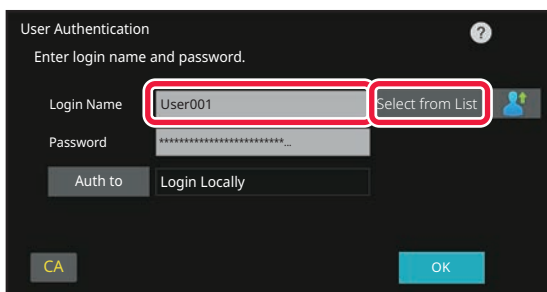 User Authentication
?
Enter login name and password.
Login Name User001 Select from List
Password *************************...
Auth to Login Locally
CA OK